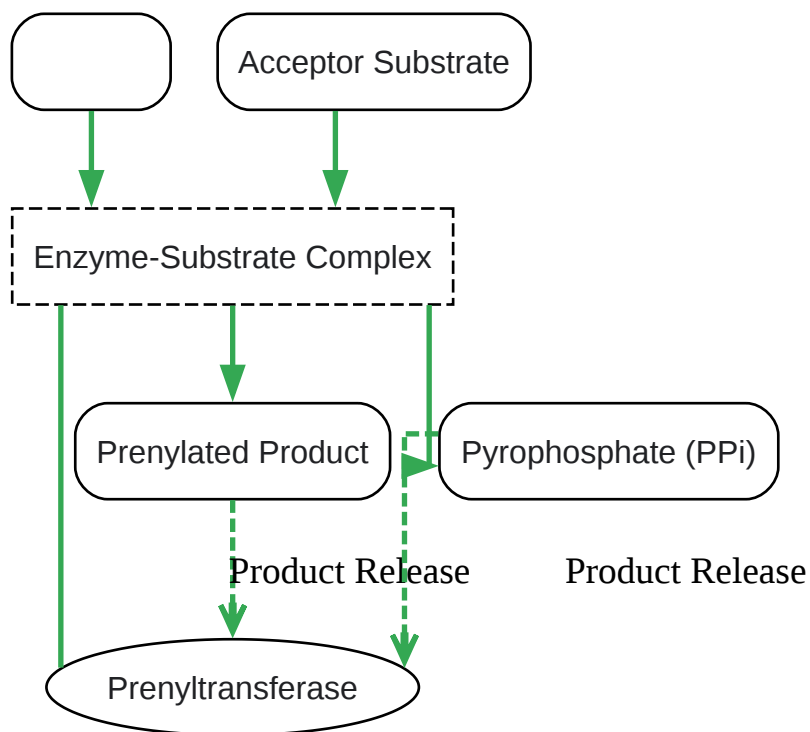 Acceptor Substrate
Enzyme-Substrate Complex
Prenylated Product
Pyrophosphate (PPi)
Product Release
Product Release
Prenyltransferase